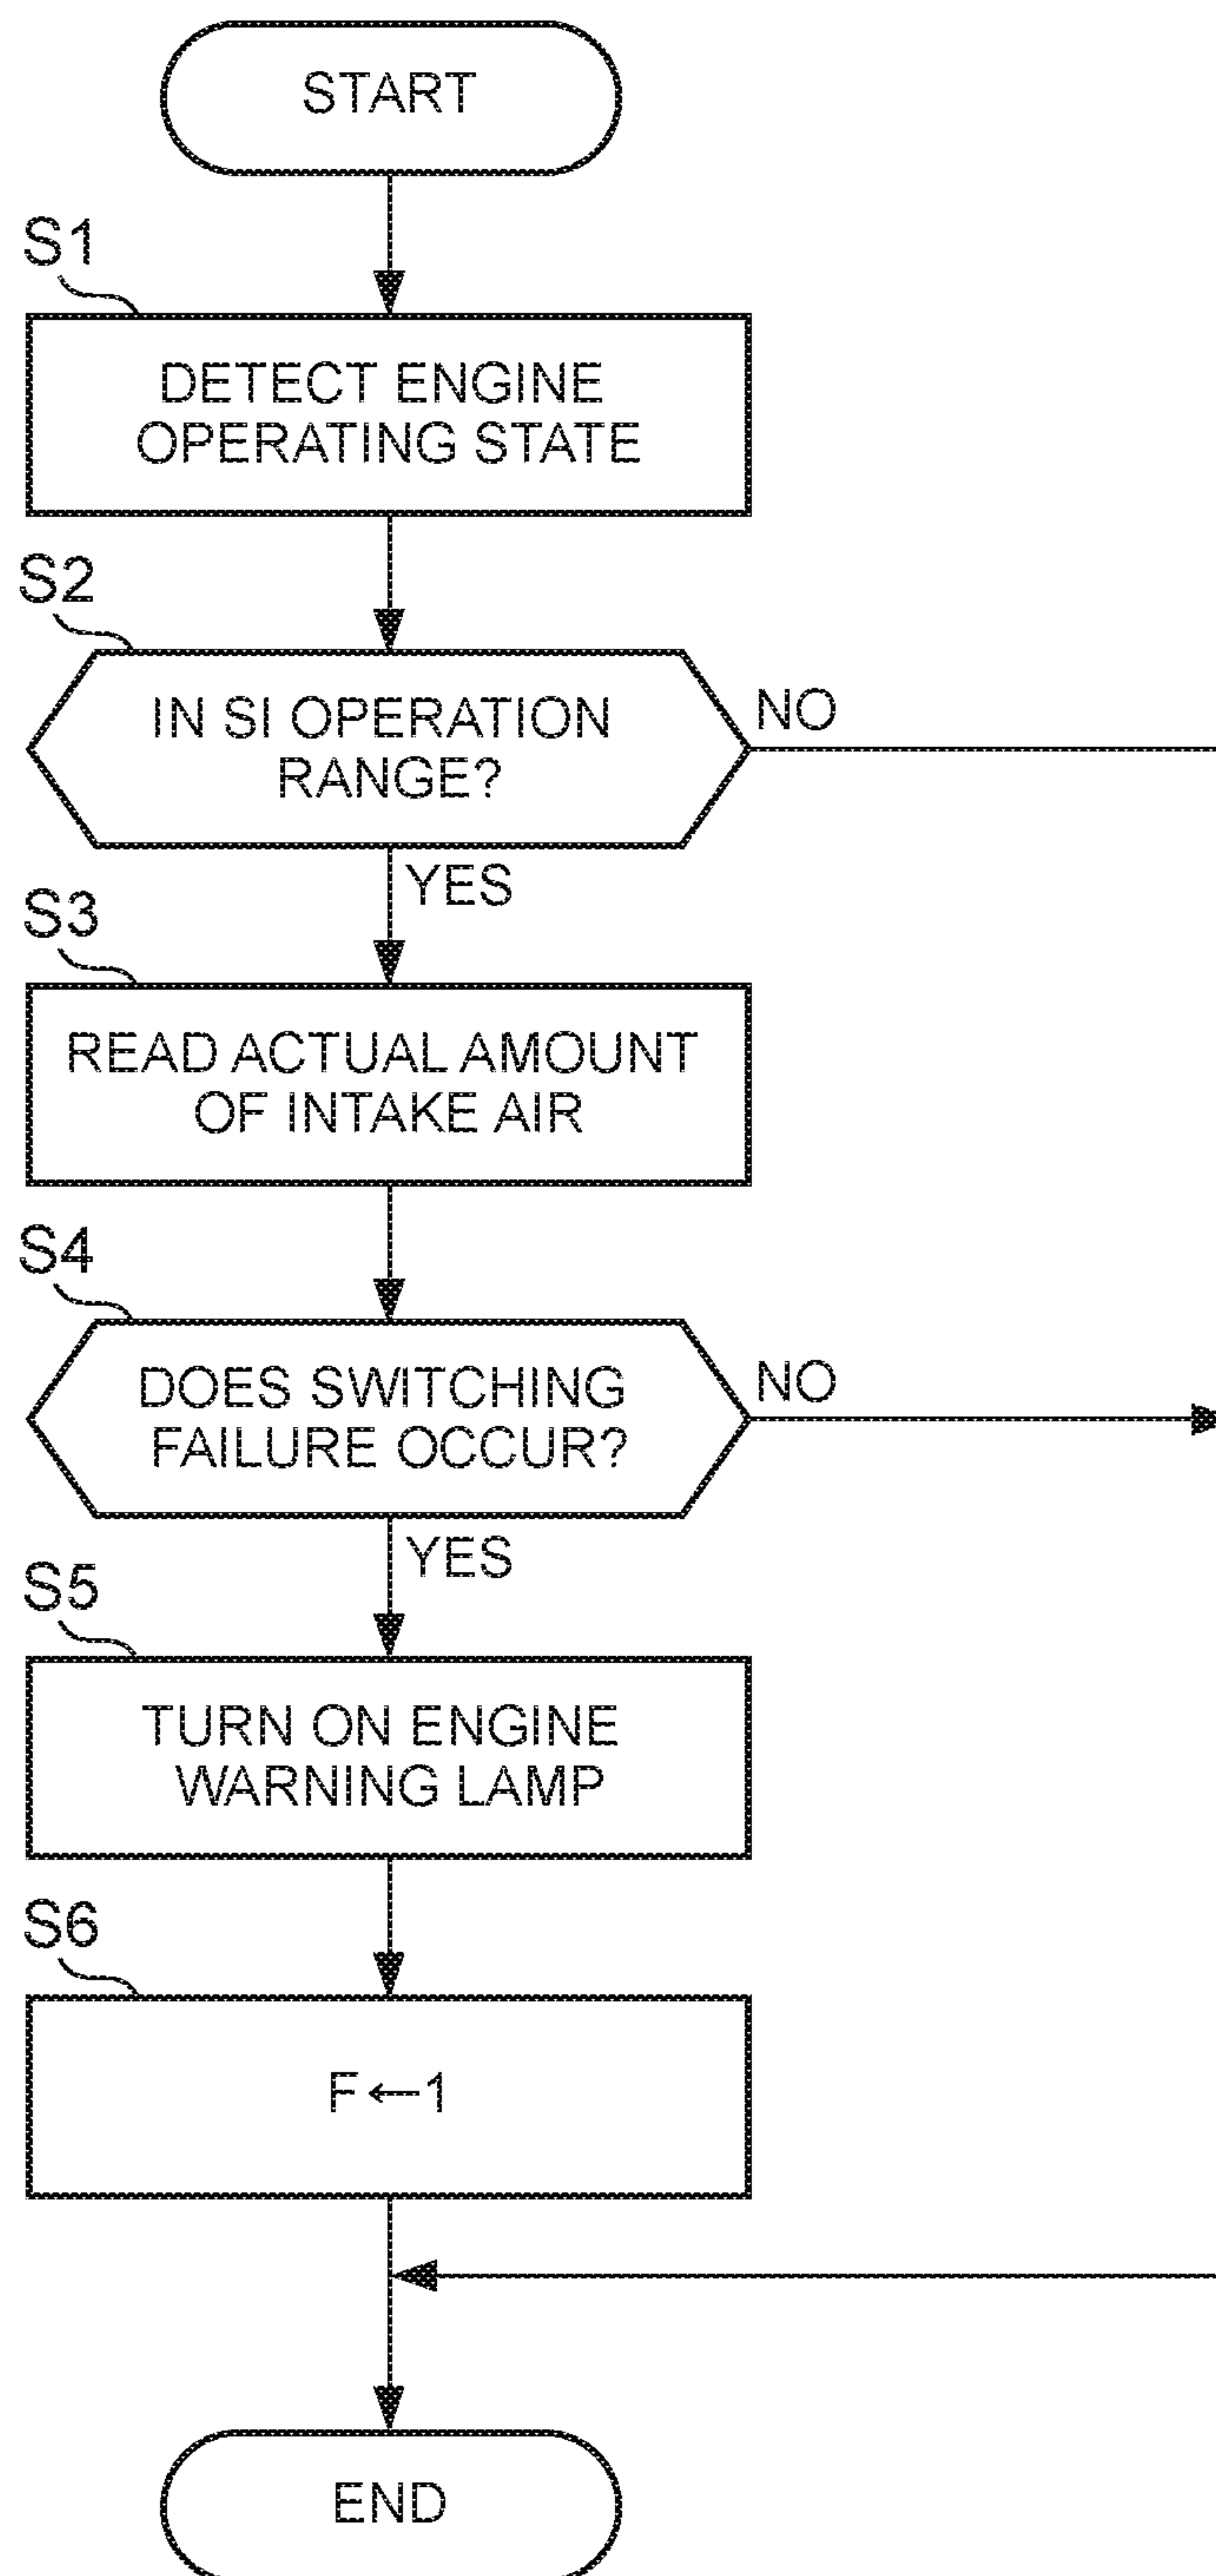 START
S1
DETECT ENGINE
OPERATING STATE
S2
IN SI OPERATION
RANGE?
NO
YES
S3
READ ACTUAL AMOUNT
OF INTAKE AIR
S4
DOES SWITCHING
FAILURE OCCUR?
NO
YES
S5
TURN ON ENGINE
WARNING LAMP
S6
F←1
END